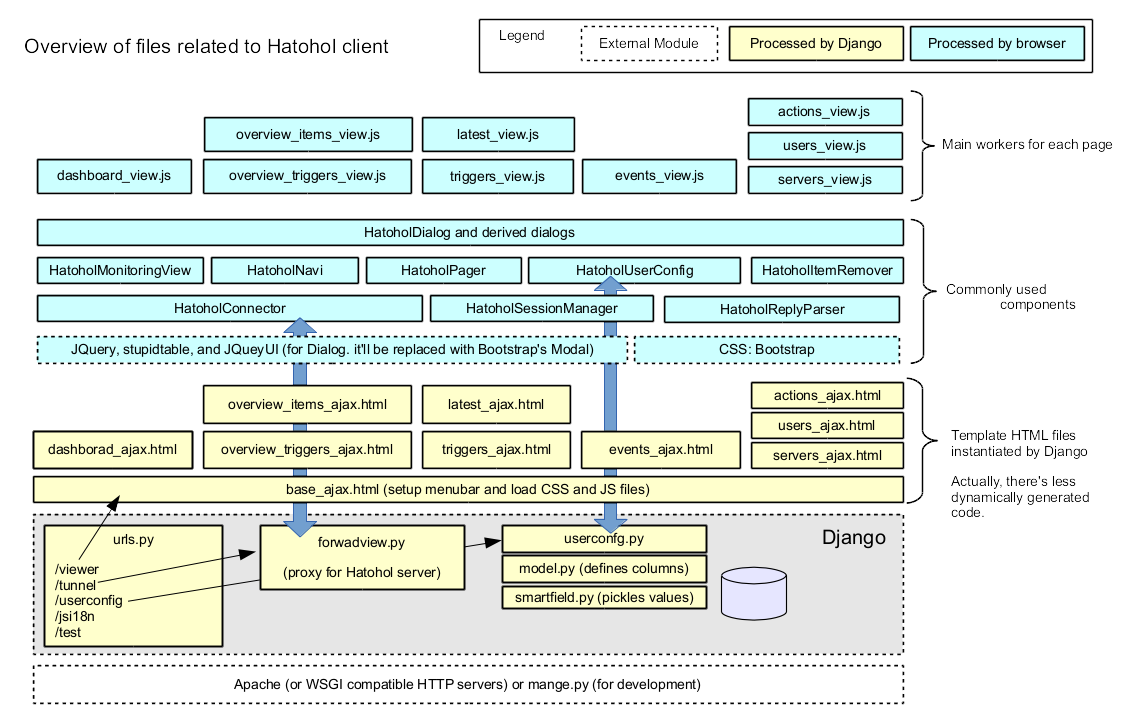 Overview of files related to Hatohol client
Legend
External Module
Processed by Django
Processed by browser
actions_view.js
overview_items_view.js
latest_view.js
users_view.js
Main workers for each page
dashboard_view.js
overview_triggers_view.js
triggers_view.js
events_view.js
servers_view.js
HatoholDialog and derived dialogs
HatoholMonitoringView
HatoholNavi
HatoholPager
HatoholUserConfig
HatoholItemRemover
Commonly used
components
HatoholConnector
HatoholSessionManager
HatoholReplyParser
JQuery, stupidtable, and JQueyUI (for Dialog. it'll be replaced with Bootstrap's Modal)
CSS: Bootstrap
actions_ajax.html
overview_items_ajax.html
latest_ajax.html
users_ajax.html
dashborad_ajax.html
overview_triggers_ajax.html
triggers_ajax.html
events_ajax.html
servers_ajax.html
Template HTML files
instantiated by Django
Actually, there's less
dynamically generated
code.
base_ajax.html (setup menubar and load CSS and JS files)
Django
urls.py
/viewer
/tunnel
/userconfig
/jsi18n
/test
forwadview.py
(proxy for Hatohol server)
userconfg.py
model.py (defines columns)
smartfield.py (pickles values)
Apache (or WSGI compatible HTTP servers) or mange.py (for development)